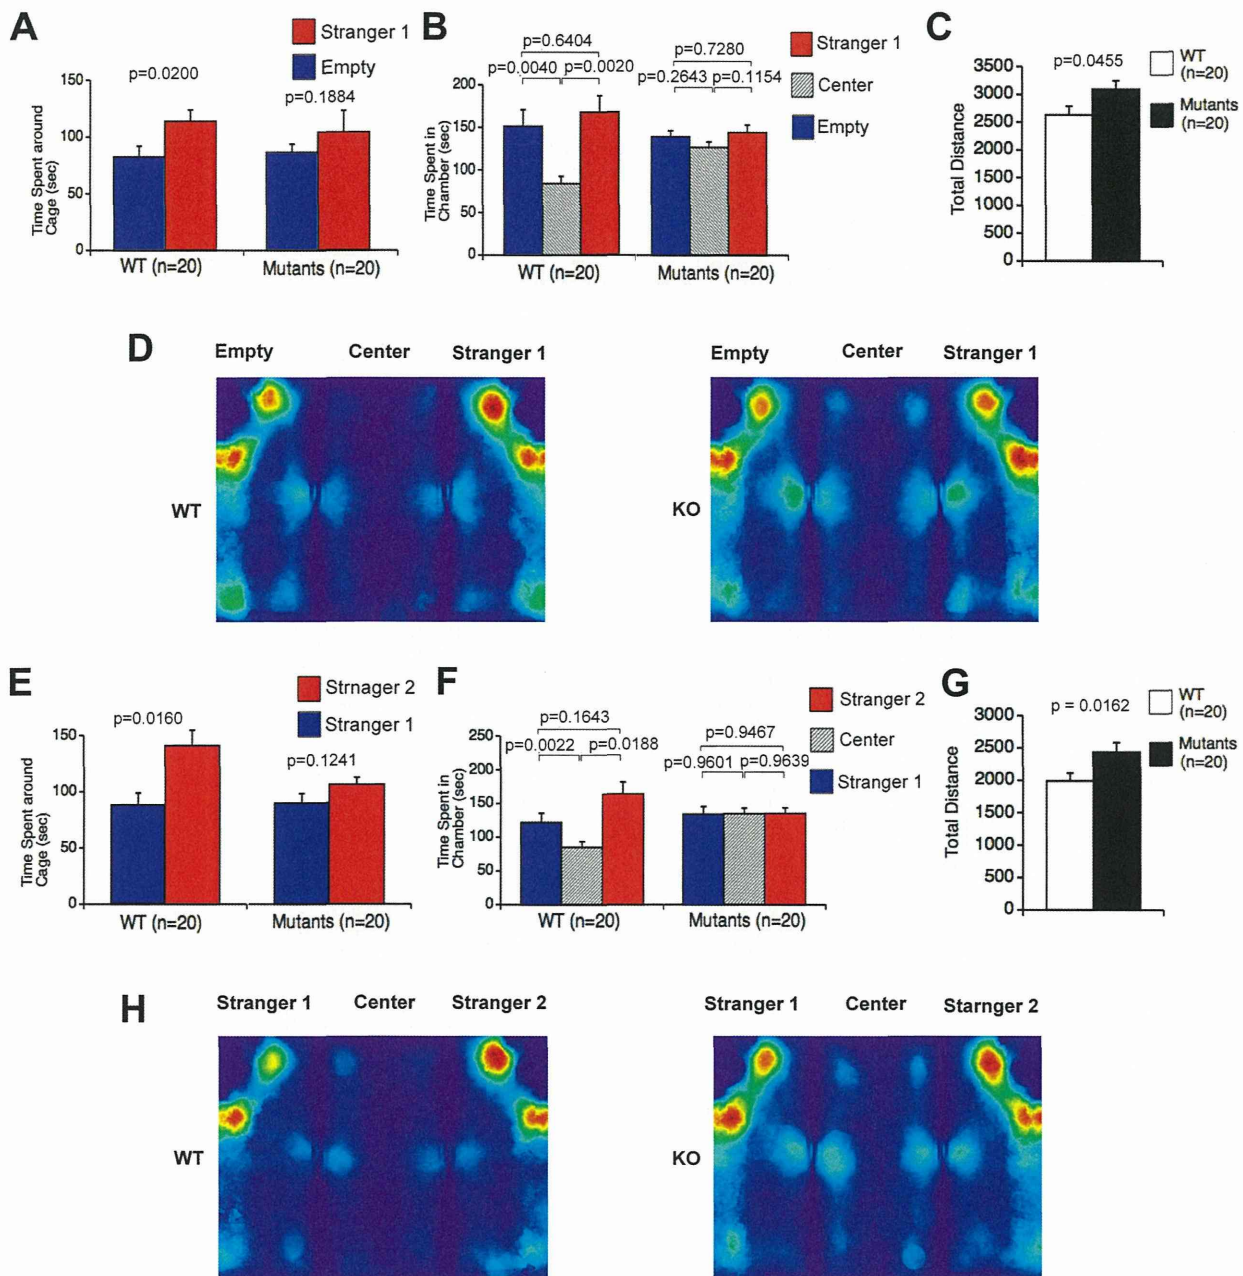 A
Stranger 1
Empty
p=0.0200
p=0.1884
Time Spent around
Cage (sec)
150
100
50
0
WT (n=20)
Mutants (n=20)
B
Stranger 1
Center
Empty
p=0.6404
p=0.0040
p=0.0020
p=0.7280
p=0.2643
p=0.1154
Time Spent in
Chamber (sec)
200
150
100
50
0
WT (n=20)
Mutants (n=20)
C
WT
(n=20)
Mutants
(n=20)
p=0.0455
Total Distance
3500
3000
2500
2000
1500
1000
500
0
D
Empty
Center
Stranger 1
WT
Empty
Center
Stranger 1
KO
E
Strnager 2
Stranger 1
p=0.0160
p=0.1241
Time Spent around
Cage (sec)
150
100
50
0
WT (n=20)
Mutants (n=20)
F
Stranger 2
Center
Stranger 1
p=0.1643
p=0.0022
p=0.0188
p=0.9467
p=0.9601
p=0.9639
Time Spent in
Chamber (sec)
250
200
150
100
50
0
WT (n=20)
Mutants (n=20)
G
WT
(n=20)
Mutants
(n=20)
p = 0.0162
Total Distance
3000
2500
2000
1500
1000
500
0
H
Stranger 1
Center
Stranger 2
WT
Stranger 1
Center
Starnger 2
KO